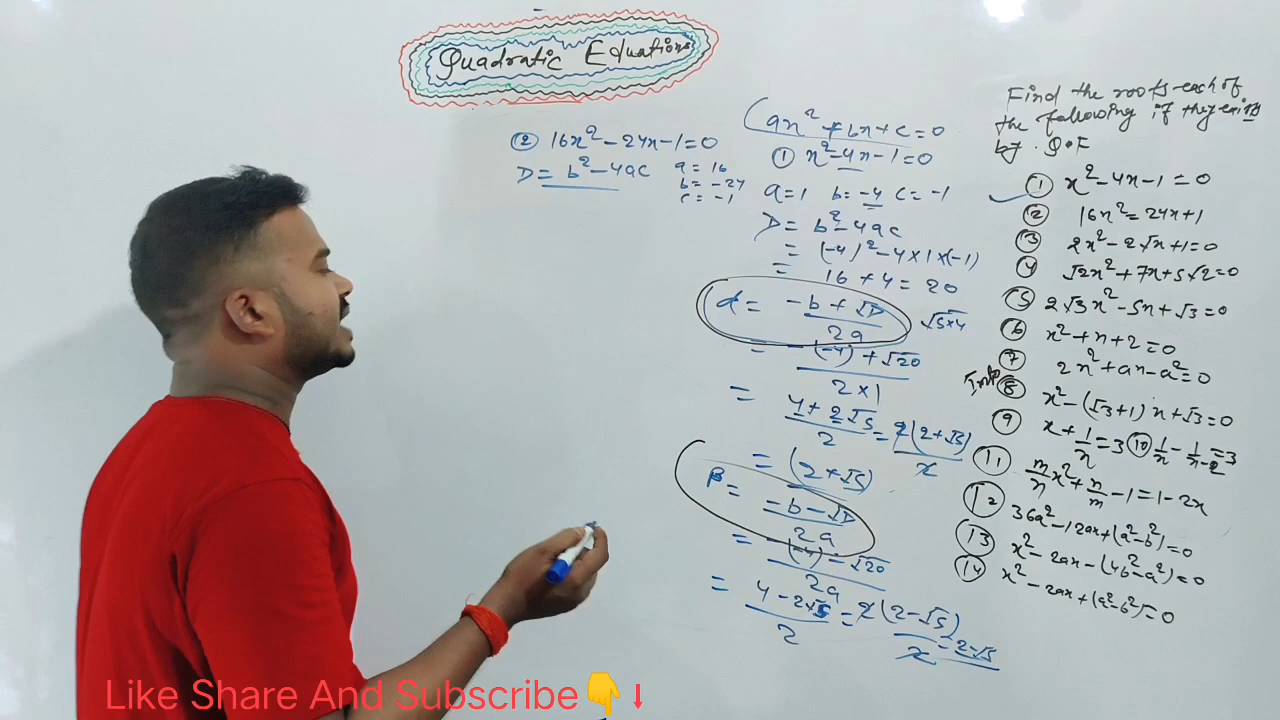 Quadratic Equations
② 16x² - 24x - 1 = 0
D = b² - 4ac
a = 16
b = -24
c = -1
ax² + bx + c = 0
① x² - 4x - 1 = 0
a = 1 b = -4 c = -1
D = b² - 4ac
= (-4)² - 4 × 1 × (-1)
= 16 + 4 = 20
α = -b + √D / 2a
√5×4
= -(-4) + √20 / 2 × 1
= 4 + 2√5 / 2 = 2(2 + √5) / 2
= (2 + √5)
β = = b - √D / 2a
= -(-4) - √20 / 2a
= 4 - 2√5 / 2 = 2(2 - √5) / 2 = 2 - √5
Find the roots each of
the following if they exists
by . Q.F
① x² - 4x - 1 = 0
② 16x² = 24x + 1
③ 2x² - 2√x + 1 = 0
④ √2x² + 7x + 5√2 = 0
⑤ 2√3x² - 5x + √3 = 0
⑥ x² + x + 2 = 0
⑦ 2x² + ax - a² = 0
⑧ x² - (√3 + 1)x + √3 = 0
⑨ x + 1/x = 3 ⑩ 1/x - 1/x-2 = 3
⑪ m/n x² + n/m - 1 = 1 - 2x
⑫ 36a² - 12ax + (a² - b²) = 0
⑬ x² - 2ax - (4b² - a²) = 0
⑭ x² - 2ax + (a² - b²) = 0
Like Share And Subscribe👇⬇